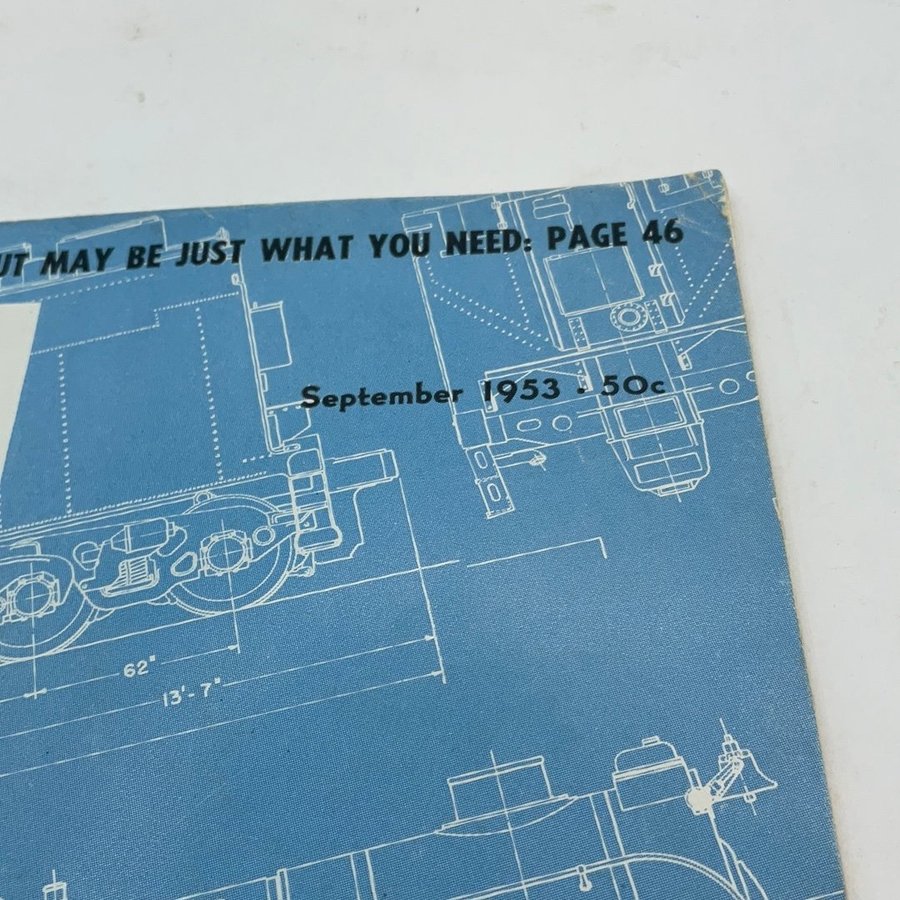 UT MAY BE JUST WHAT YOU NEED: PAGE 46
September 1953 · 50c
62"
13'-7"